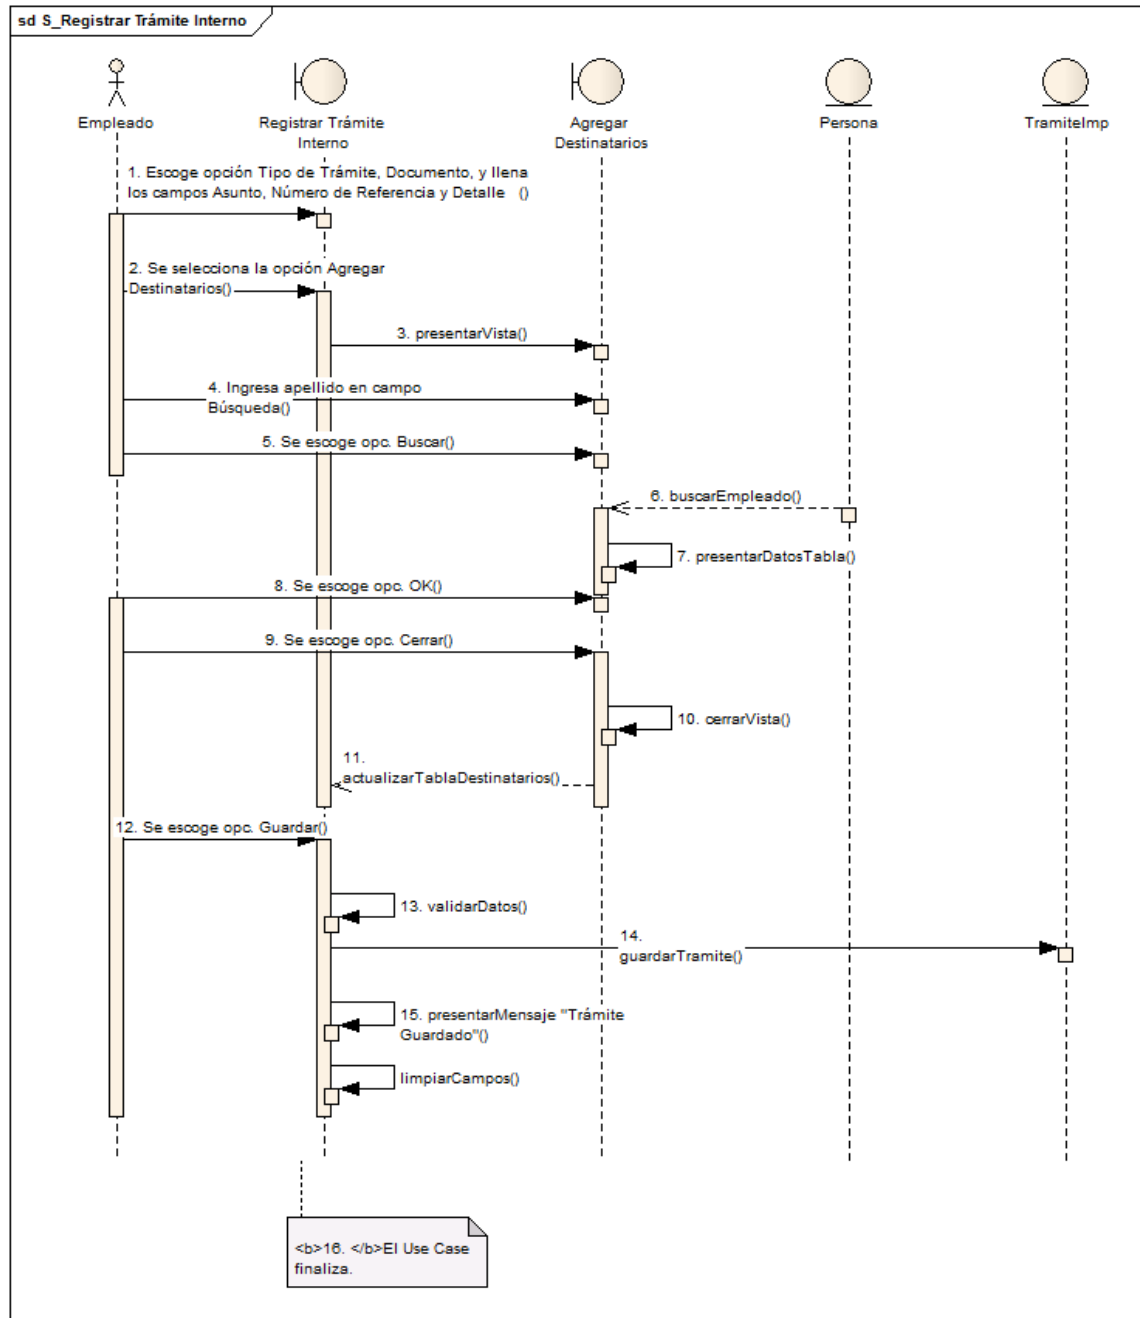 sd S_Registrar Trámite Interno
Empleado
Registrar Trámite
Interno
Agregar
Destinatarios
Persona
TramiteImp
1. Escoge opción Tipo de Trámite, Documento, y llena
los campos Asunto, Número de Referencia y Detalle ()
2. Se selecciona la opción Agregar
Destinatarios()
3. presentarVista()
4. Ingresa apellido en campo
Búsqueda()
5. Se escoge opc. Buscar()
6. buscarEmpleado()
7. presentarDatosTabla()
8. Se escoge opc. OK()
9. Se escoge opc. Cerrar()
10. cerrarVista()
11.
actualizarTablaDestinatarios()
12. Se escoge opc. Guardar()
13. validarDatos()
14.
guardarTramite()
15. presentarMensaje "Trámite
Guardado"()
limpiarCampos()
<b>16. </b>El Use Case
finaliza.